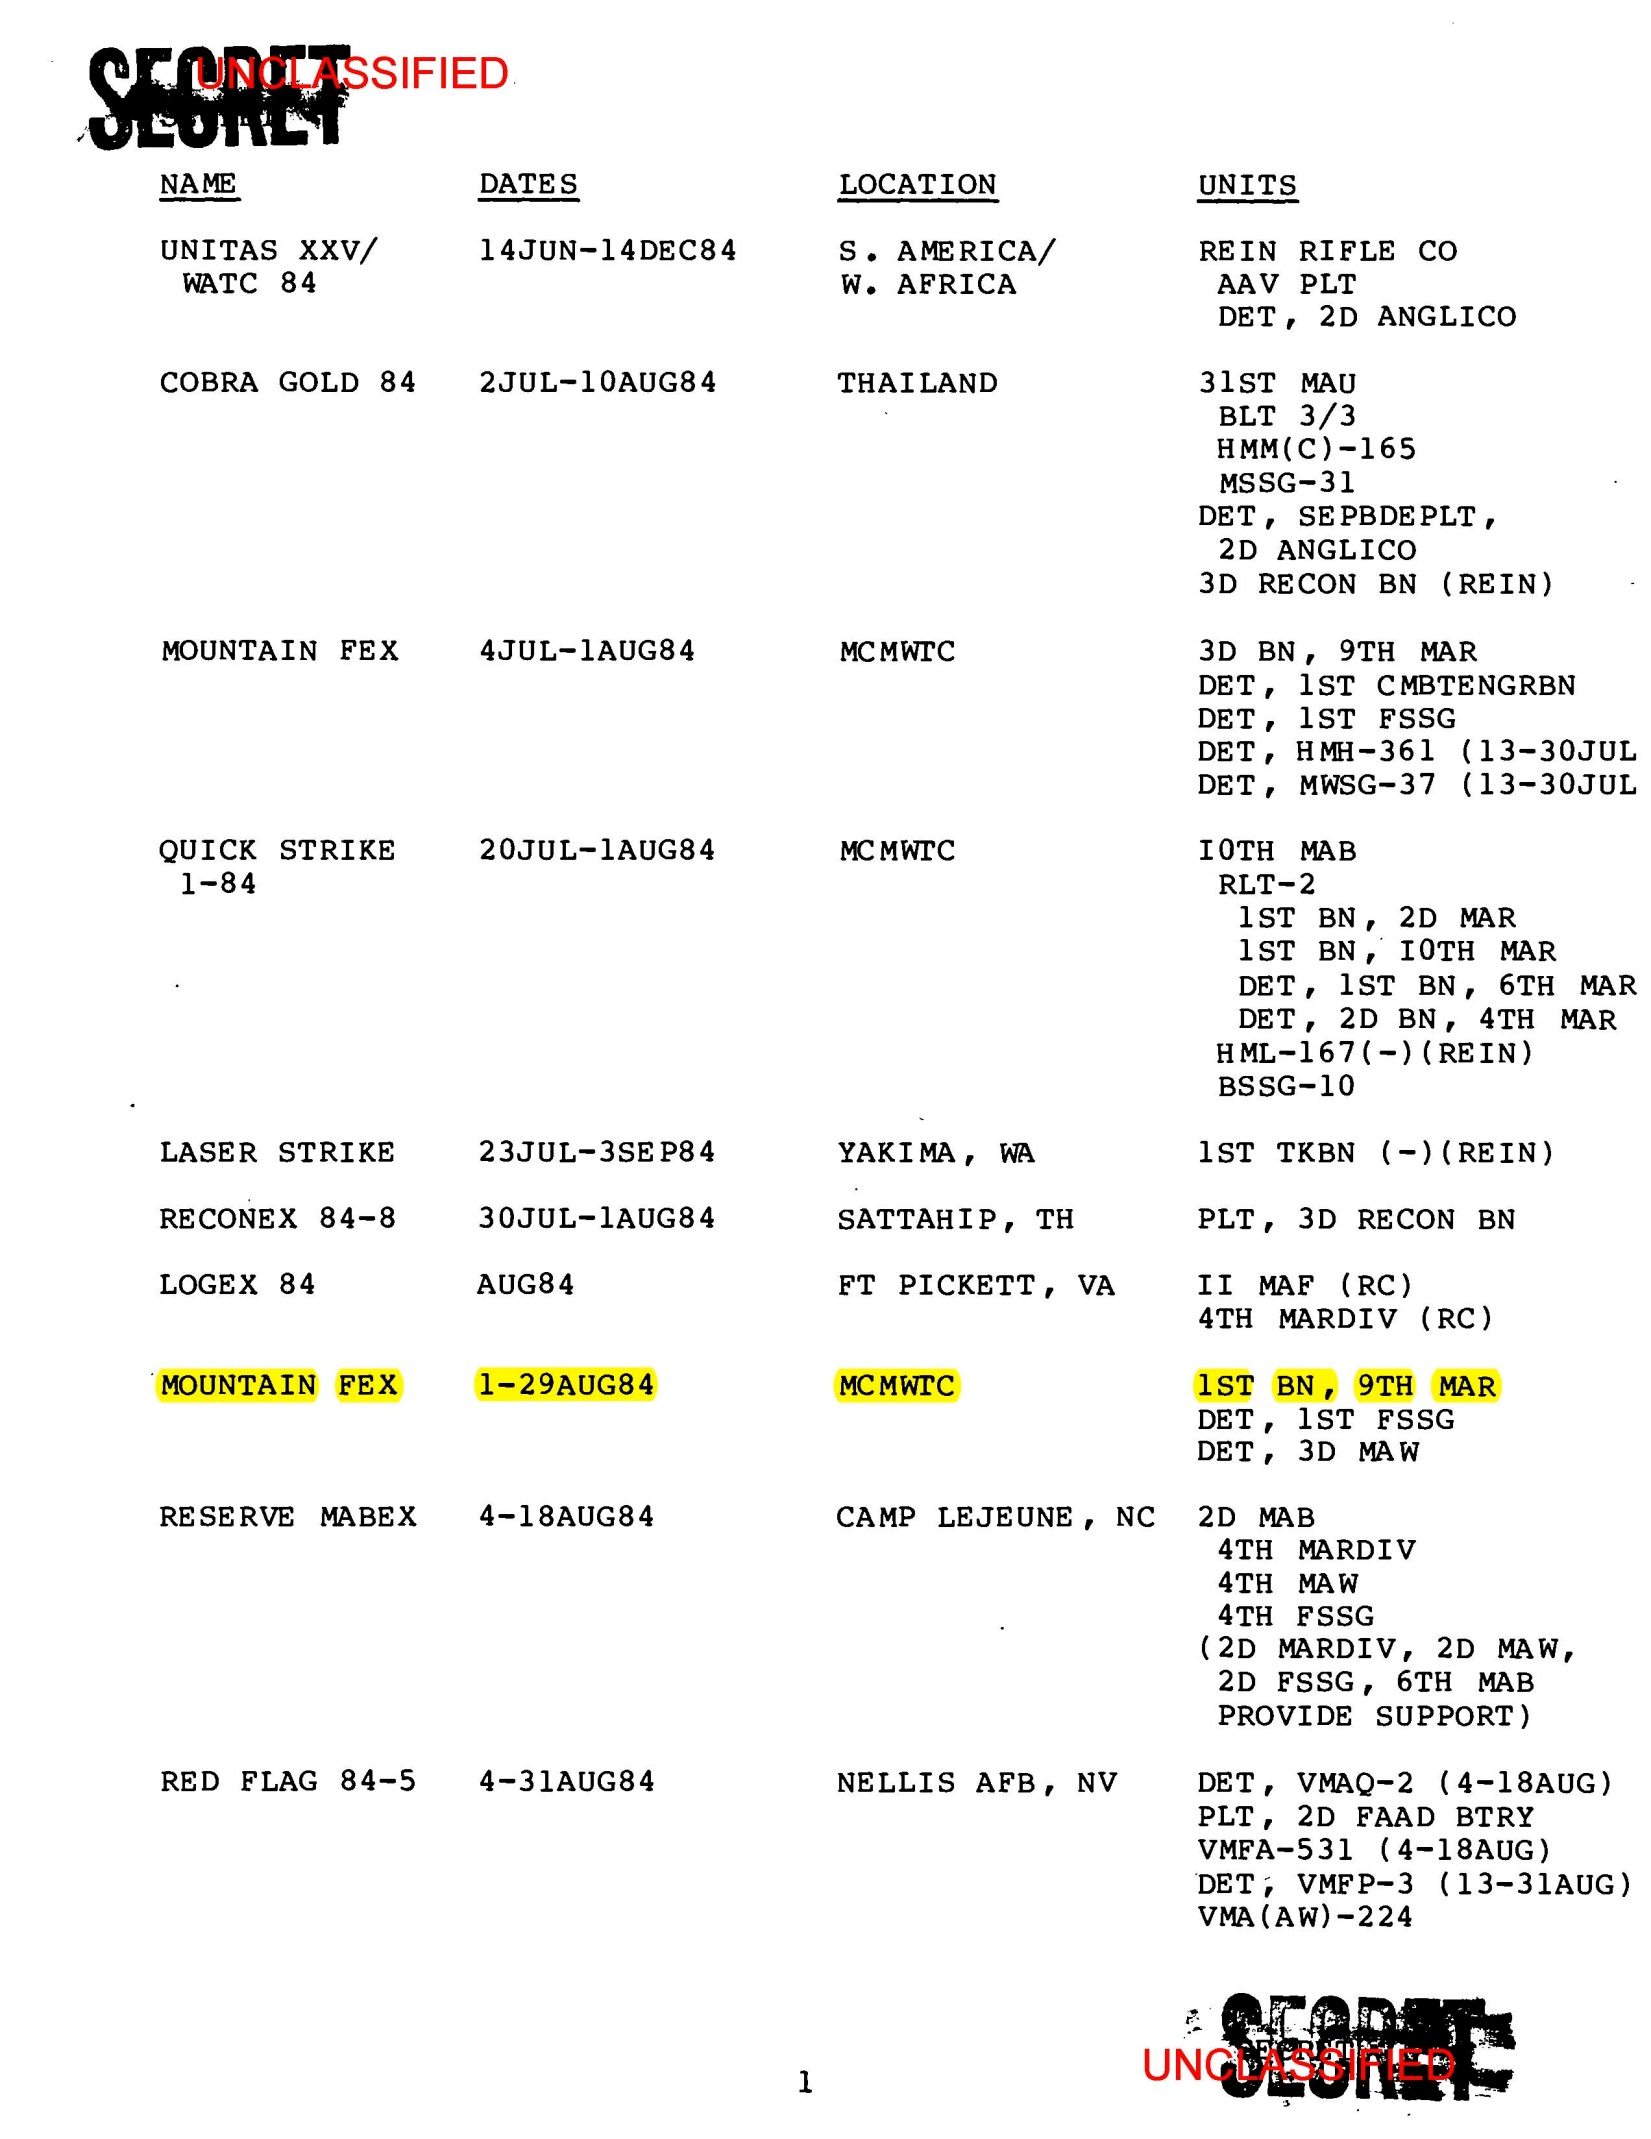 SECRET
UNCLASSIFIED
NAME DATES LOCATION UNITS
UNITAS XXV/ 14JUN-14DEC84 S. AMERICA/ REIN RIFLE CO
WATC 84 W. AFRICA AAV PLT
DET, 2D ANGLICO
COBRA GOLD 84 2JUL-10AUG84 THAILAND 31ST MAU
BLT 3/3
HMM(C)-165
MSSG-31
DET, SEPBDEPLT,
2D ANGLICO
3D RECON BN (REIN)
MOUNTAIN FEX 4JUL-1AUG84 MCMWTC 3D BN, 9TH MAR
DET, 1ST CMBTENGRBN
DET, 1ST FSSG
DET, HMH-361 (13-30JUL
DET, MWSG-37 (13-30JUL
QUICK STRIKE 20JUL-1AUG84 MCMWTC 10TH MAB
1-84 RLT-2
1ST BN, 2D MAR
1ST BN, 10TH MAR
DET, 1ST BN, 6TH MAR
DET, 2D BN, 4TH MAR
HML-167(-)(REIN)
BSSG-10
LASER STRIKE 23JUL-3SEP84 YAKIMA, WA 1ST TKBN (-)(REIN)
RECONEX 84-8 30JUL-1AUG84 SATTAHIP, TH PLT, 3D RECON BN
LOGEX 84 AUG84 FT PICKETT, VA II MAF (RC)
4TH MARDIV (RC)
MOUNTAIN FEX 1-29AUG84 MCMWTC 1ST BN, 9TH MAR
DET, 1ST FSSG
DET, 3D MAW
RESERVE MABEX 4-18AUG84 CAMP LEJEUNE, NC 2D MAB
4TH MARDIV
4TH MAW
4TH FSSG
(2D MARDIV, 2D MAW,
2D FSSG, 6TH MAB
PROVIDE SUPPORT)
RED FLAG 84-5 4-31AUG84 NELLIS AFB, NV DET, VMAQ-2 (4-18AUG)
PLT, 2D FAAD BTRY
VMFA-531 (4-18AUG)
DET, VMFP-3 (13-31AUG)
VMA(AW)-224
SECRET
UNCLASSIFIED
1